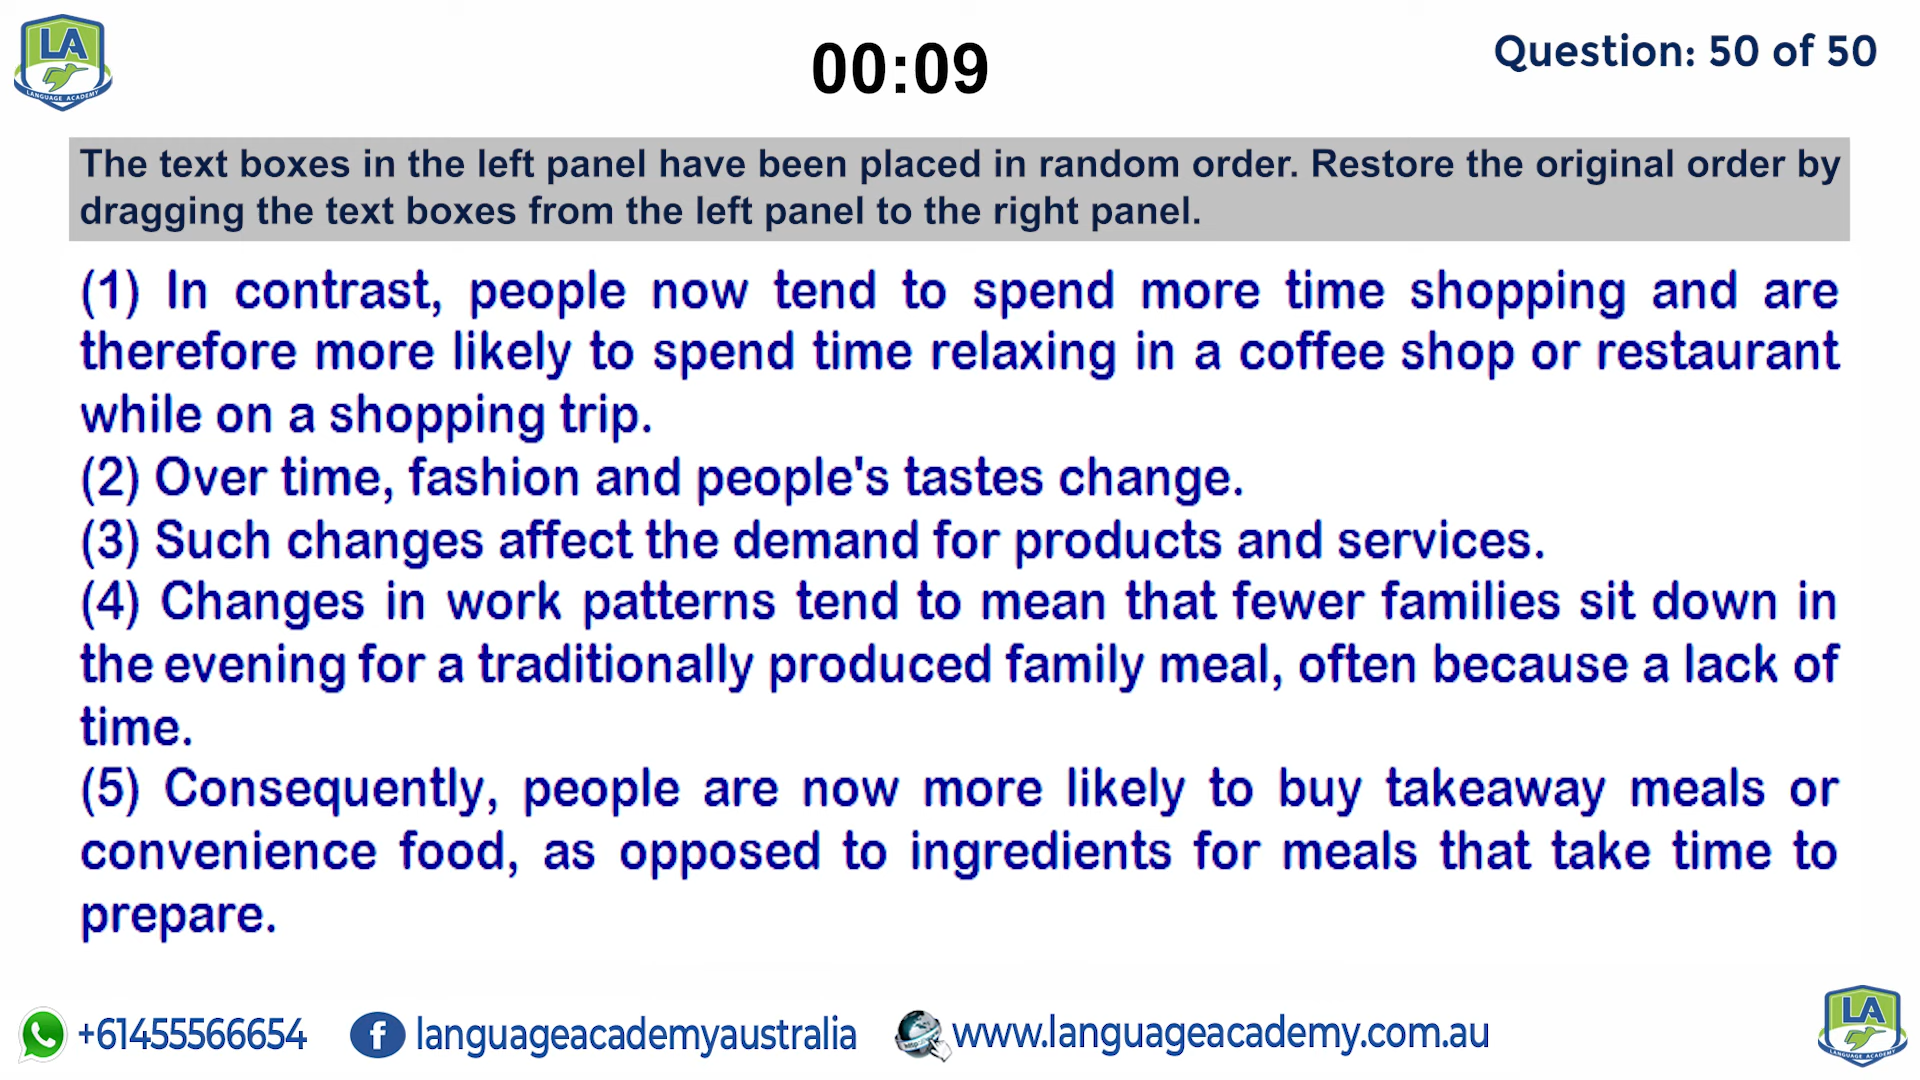 LA
LANGUAGE ACADEMY
00:09
Question: 50 of 50
The text boxes in the left panel have been placed in random order. Restore the original order by
dragging the text boxes from the left panel to the right panel.
(1) In contrast, people now tend to spend more time shopping and are
therefore more likely to spend time relaxing in a coffee shop or restaurant
while on a shopping trip.
(2) Over time, fashion and people's tastes change.
(3) Such changes affect the demand for products and services.
(4) Changes in work patterns tend to mean that fewer families sit down in
the evening for a traditionally produced family meal, often because a lack of
time.
(5) Consequently, people are now more likely to buy takeaway meals or
convenience food, as opposed to ingredients for meals that take time to
prepare.
+61455566654
languageacademyaustralia
www.languageacademy.com.au
LA
LANGUAGE ACADEMY